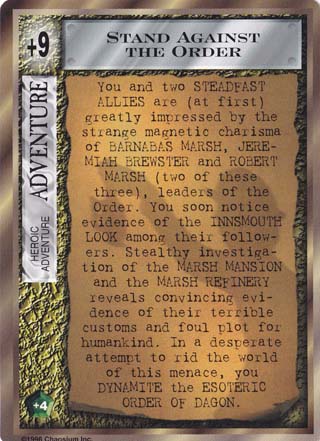 +9
STAND AGAINST
THE ORDER
ADVENTURE
/HEROIC
ADVENTURE
You and two STEADFAST
ALLIES are (at first)
greatly impressed by the
strange magnetic charisma
of BARNABAS MARSH, JERE-
MIAH BREWSTER and ROBERT
MARSH (two of these
three), leaders of the
Order. You soon notice
evidence of the INNSMOUTH
LOOK among their follow-
ers. Stealthy investiga-
tion of the MARSH MANSION
and the MARSH REFINERY
reveals convincing evi-
dence of their terrible
customs and foul plot for
humankind. In a desperate
attempt to rid the world
of this menace, you
DYNAMITE the ESOTERIC
ORDER OF DAGON.
+4
©1996 Chaosium Inc.